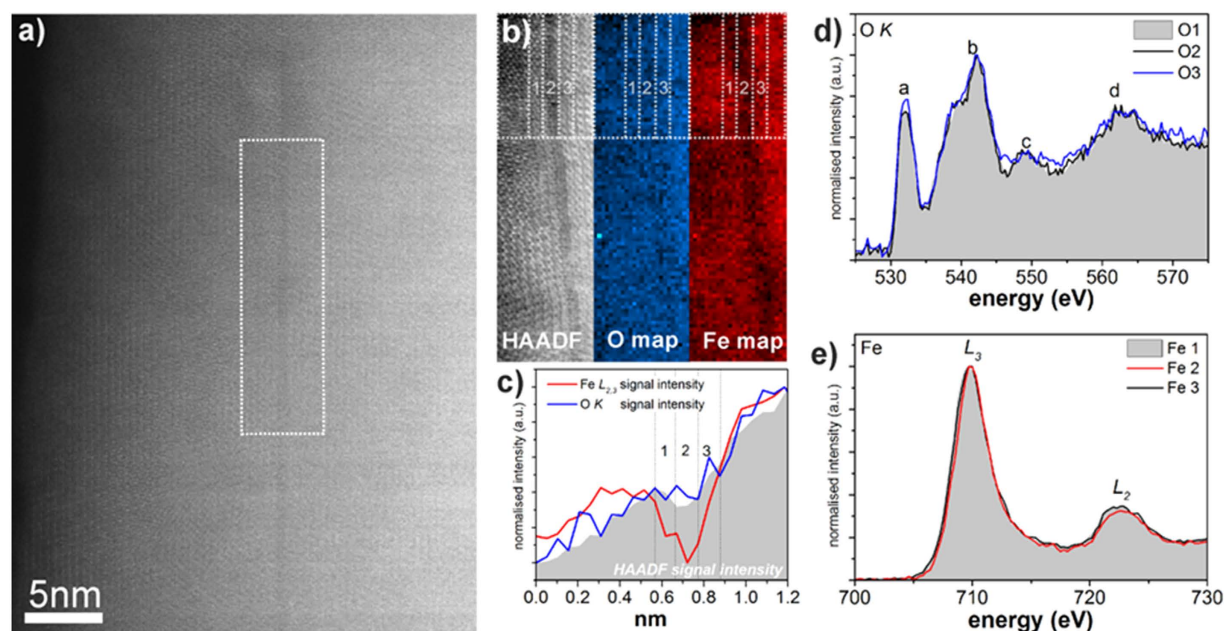 a)
5nm
b)
1 2 3
1 2 3
1 2 3
HAADF
O map
Fe map
c)
Fe L2,3 signal intensity
O K signal intensity
1 2 3
HAADF signal intensity
normalised intensity (a.u.)
0.0 0.2 0.4 0.6 0.8 1.0 1.2
nm
d)
O K
O1
O2
O3
a
b
c
d
normalised intensity (a.u.)
530 540 550 560 570
energy (eV)
e)
Fe
Fe 1
Fe 2
Fe 3
L3
L2
normalised intensity (a.u.)
700 710 720 730
energy (eV)